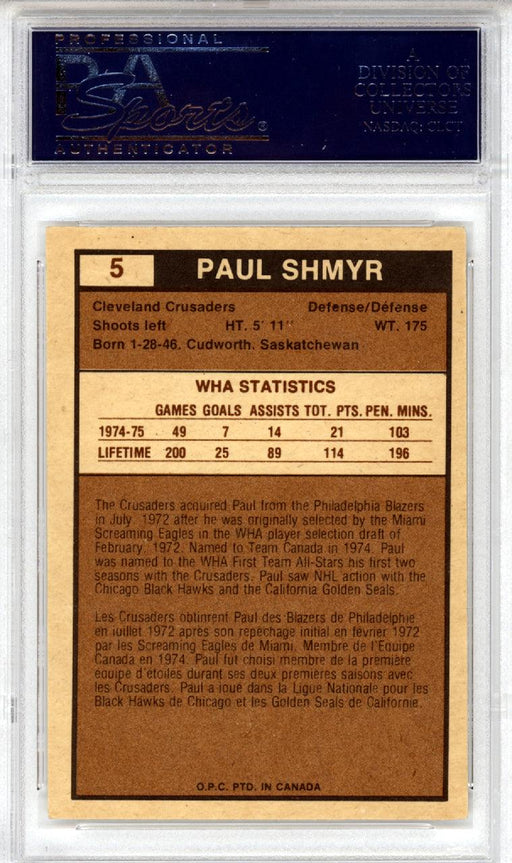 PROFESSIONAL
PSA
Sports®
AUTHENTICATOR
A
DIVISION OF
COLLECTORS
UNIVERSE
NASDAQ: CLCT
5 PAUL SHMYR
Cleveland Crusaders Defense/Défense
Shoots left HT. 5' 11" WT. 175
Born 1-28-46, Cudworth, Saskatchewan
WHA STATISTICS
GAMES GOALS ASSISTS TOT. PTS. PEN. MINS.
1974-75 49 7 14 21 103
LIFETIME 200 25 89 114 196
The Crusaders acquired Paul from the Philadelphia Blazers
in July, 1972 after he was originally selected by the Miami
Screaming Eagles in the WHA player selection draft of
February, 1972. Named to Team Canada in 1974. Paul
was named to the WHA First Team All-Stars his first two
seasons with the Crusaders. Paul saw NHL action with the
Chicago Black Hawks and the California Golden Seals.
Les Crusaders obtinrent Paul des Blazers de Philadelphie
en juillet 1972 après son repêchage initial en février 1972
par les Screaming Eagles de Miami. Membre de l'Equipe
Canada en 1974. Paul fut choisi membre de la première
équipe d'étoiles durant ses deux premières saisons avec
les Crusaders. Paul a joué dans la Ligue Nationale pour les
Black Hawks de Chicago et les Golden Seals de Californie.
O.P.C. PTD. IN CANADA